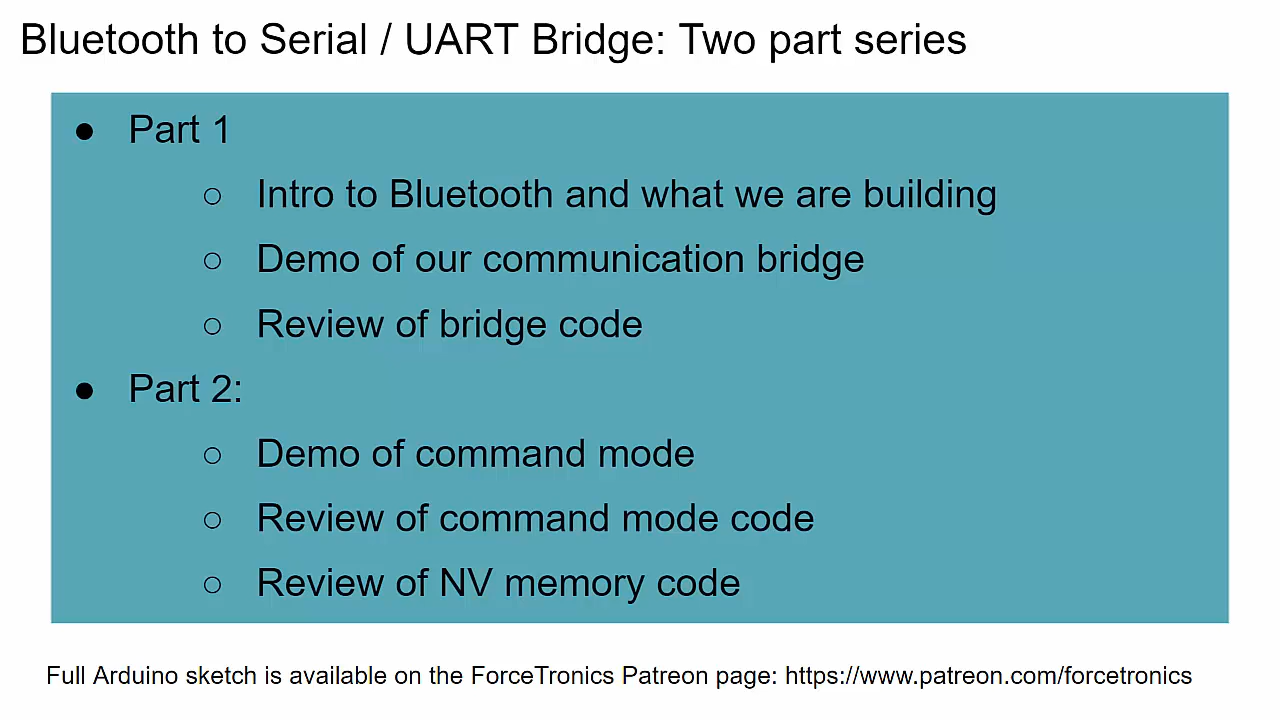 Bluetooth to Serial / UART Bridge: Two part series
● Part 1
○ Intro to Bluetooth and what we are building
○ Demo of our communication bridge
○ Review of bridge code
● Part 2:
○ Demo of command mode
○ Review of command mode code
○ Review of NV memory code
Full Arduino sketch is available on the ForceTronics Patreon page: https://www.patreon.com/forcetronics